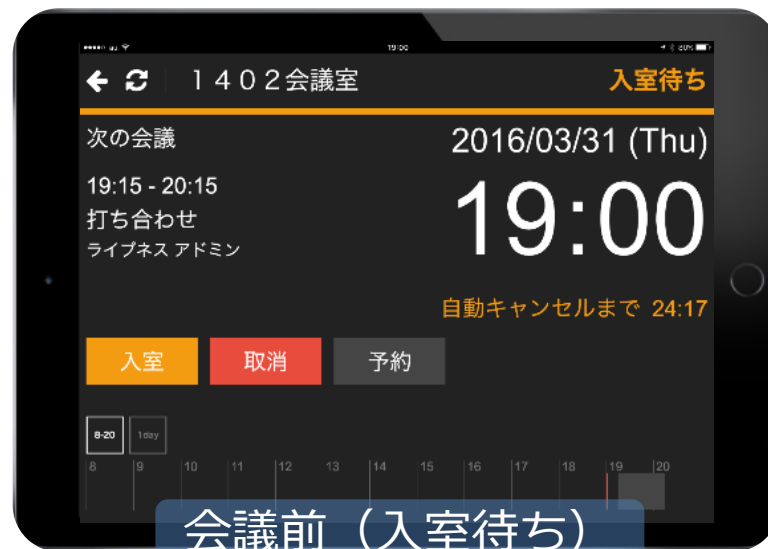 au
19:00
80%
１４０２会議室
入室待ち
次の会議
2016/03/31 (Thu)
19:15 - 20:15
19:00
打ち合わせ
ライブネス アドミン
自動キャンセルまで 24:17
入室
取消
予約
8-20
1day
8 9 10 11 12 13 14 15 16 17 18 19 20
会議前（入室待ち）